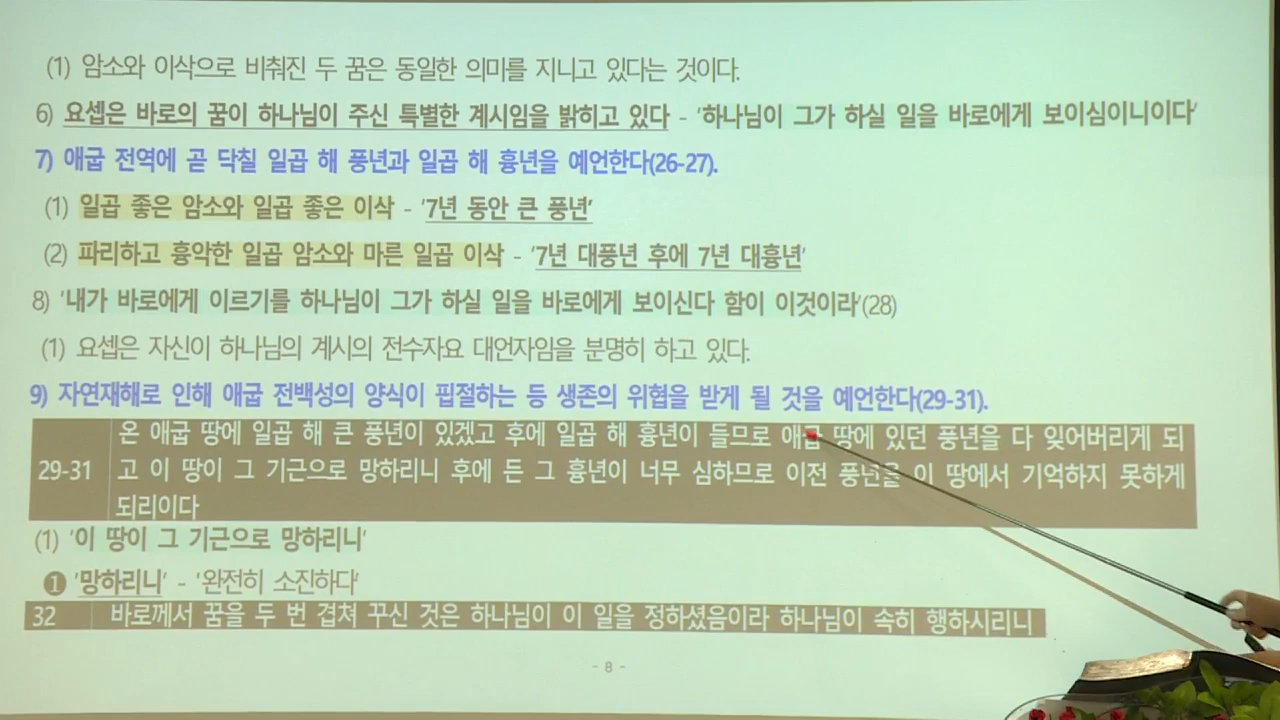 (1) 암소와 이삭으로 비춰진 두 꿈은 동일한 의미를 지니고 있다는 것이다.
6) 요셉은 바로의 꿈이 하나님이 주신 특별한 계시임을 밝히고 있다 - '하나님이 그가 하실 일을 바로에게 보이심이니이다'
7) 애굽 전역에 곧 닥칠 일곱 해 풍년과 일곱 해 흉년을 예언한다(26-27).
(1) 일곱 좋은 암소와 일곱 좋은 이삭 - '7년 동안 큰 풍년'
(2) 파리하고 흉악한 일곱 암소와 마른 일곱 이삭 - '7년 대풍년 후에 7년 대흉년'
8) '내가 바로에게 이르기를 하나님이 그가 하실 일을 바로에게 보이신다 함이 이것이라'(28)
(1) 요셉은 자신이 하나님의 계시의 전수자요 대언자임을 분명히 하고 있다.
9) 자연재해로 인해 애굽 전백성의 양식이 핍절하는 등 생존의 위협을 받게 될 것을 예언한다(29-31).
온 애굽 땅에 일곱 해 큰 풍년이 있겠고 후에 일곱 해 흉년이 들므로 애굽 땅에 있던 풍년을 다 잊어버리게 되
29-31 고 이 땅이 그 기근으로 망하리니 후에 든 그 흉년이 너무 심하므로 이전 풍년을 이 땅에서 기억하지 못하게
되리이다
(1) '이 땅이 그 기근으로 망하리니'
❶ '망하리니' - '완전히 소진하다'
32 바로께서 꿈을 두 번 겹쳐 꾸신 것은 하나님이 이 일을 정하셨음이라 하나님이 속히 행하시리니
- 8 -